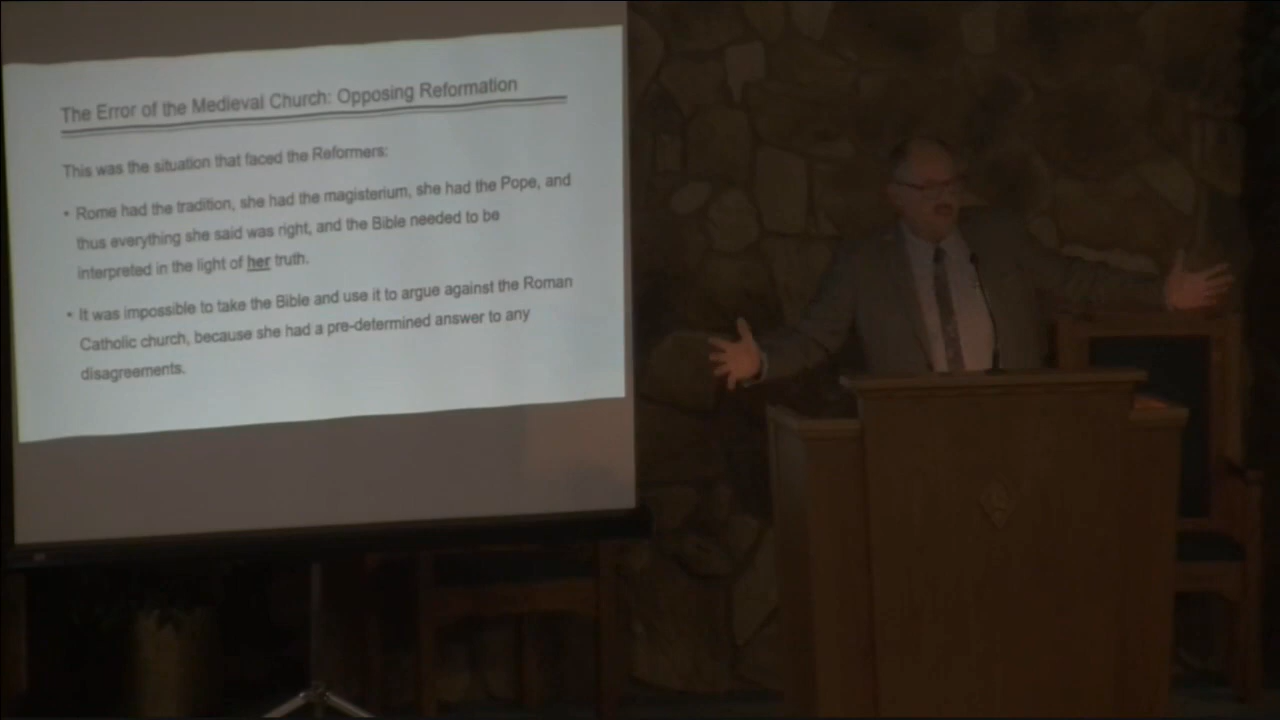 The Error of the Medieval Church: Opposing Reformation
This was the situation that faced the Reformers:
• Rome had the tradition, she had the magisterium, she had the Pope, and
thus everything she said was right, and the Bible needed to be
interpreted in the light of her truth.
• It was impossible to take the Bible and use it to argue against the Roman
Catholic church, because she had a pre-determined answer to any
disagreements.